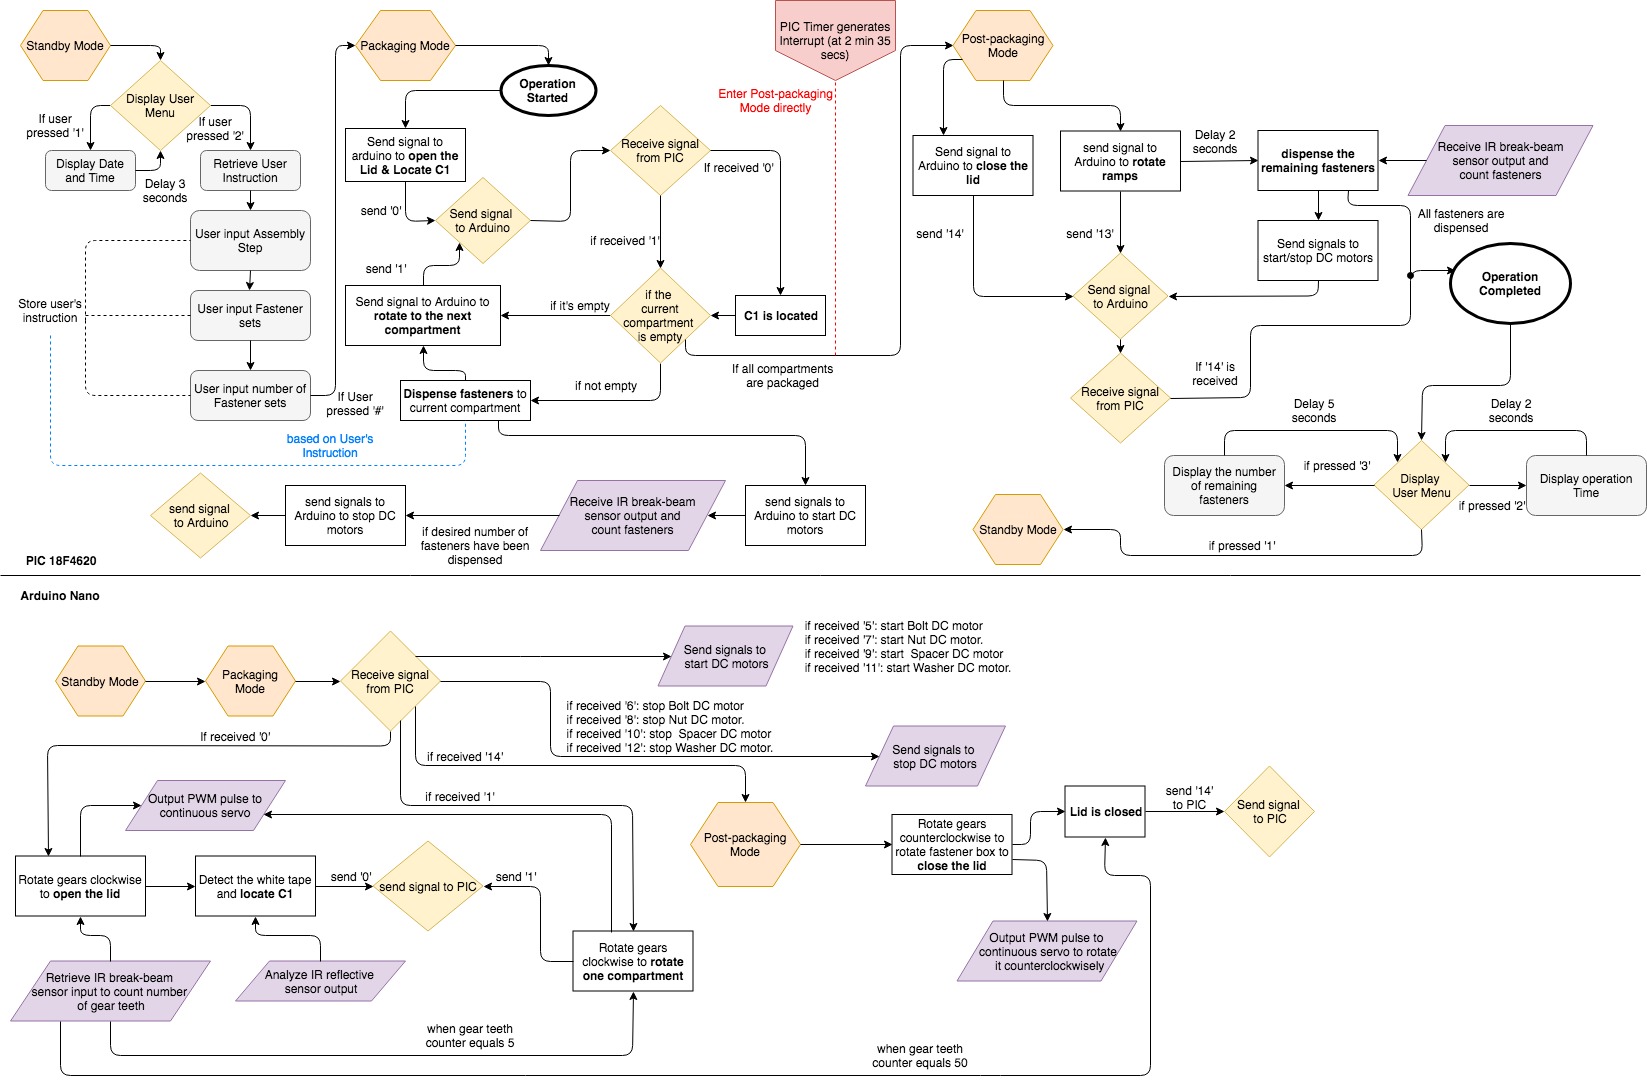 Standby Mode
Display User
Menu
If user
pressed '1'
If user
pressed '2'
Display Date
and Time
Delay 3
seconds
Retrieve User
Instruction
User input Assembly
Step
User input Fastener
sets
User input number of
Fastener sets
Store user's
instruction
If User
pressed '#'
based on User's
Instruction
Packaging Mode
Operation
Started
Send signal to
arduino to open the
Lid & Locate C1
send '0'
Send signal
to Arduino
send '1'
Send signal to Arduino to
rotate to the next
compartment
Dispense fasteners to
current compartment
Receive signal
from PIC
If received '0'
if received '1'
if the
current
compartment
is empty
C1 is located
if it's empty
if not empty
If all compartments
are packaged
PIC Timer generates
Interrupt (at 2 min 35
secs)
Enter Post-packaging
Mode directly
send signal
to Arduino
send signals to
Arduino to stop DC
motors
if desired number of
fasteners have been
dispensed
Receive IR break-beam
sensor output and
count fasteners
send signals to
Arduino to start DC
motors
Post-packaging
Mode
Send signal to
Arduino to close the
lid
send '14'
send signal to
Arduino to rotate
ramps
send '13'
Delay 2
seconds
dispense the
remaining fasteners
Receive IR break-beam
sensor output and
count fasteners
All fasteners are
dispensed
Send signals to
start/stop DC motors
Send signal
to Arduino
Receive signal
from PIC
If '14' is
received
Operation
Completed
Delay 5
seconds
Delay 2
seconds
Display the number
of remaining
fasteners
if pressed '3'
Display
User Menu
if pressed '2'
Display operation
Time
Standby Mode
if pressed '1'
PIC 18F4620
Arduino Nano
Standby Mode
Packaging
Mode
Receive signal
from PIC
Send signals to
start DC motors
if received '5': start Bolt DC motor
if received '7': start Nut DC motor.
if received '9': start  Spacer DC motor
if received '11': start Washer DC motor.
if received '6': stop Bolt DC motor
if received '8': stop Nut DC motor.
if received '10': stop  Spacer DC motor
if received '12': stop Washer DC motor.
Send signals to
stop DC motors
If received '0'
if received '14'
if received '1'
Output PWM pulse to
continuous servo
Rotate gears clockwise
to open the lid
Detect the white tape
and locate C1
send '0'
send signal to PIC
send '1'
Retrieve IR break-beam
sensor input to count number
of gear teeth
Analyze IR reflective
sensor output
Rotate gears
clockwise to rotate
one compartment
when gear teeth
counter equals 5
Post-packaging
Mode
Rotate gears
counterclockwise to
rotate fastener box to
close the lid
Lid is closed
send '14'
to PIC
Send signal
to PIC
Output PWM pulse to
continuous servo to rotate
it counterclockwisely
when gear teeth
counter equals 50